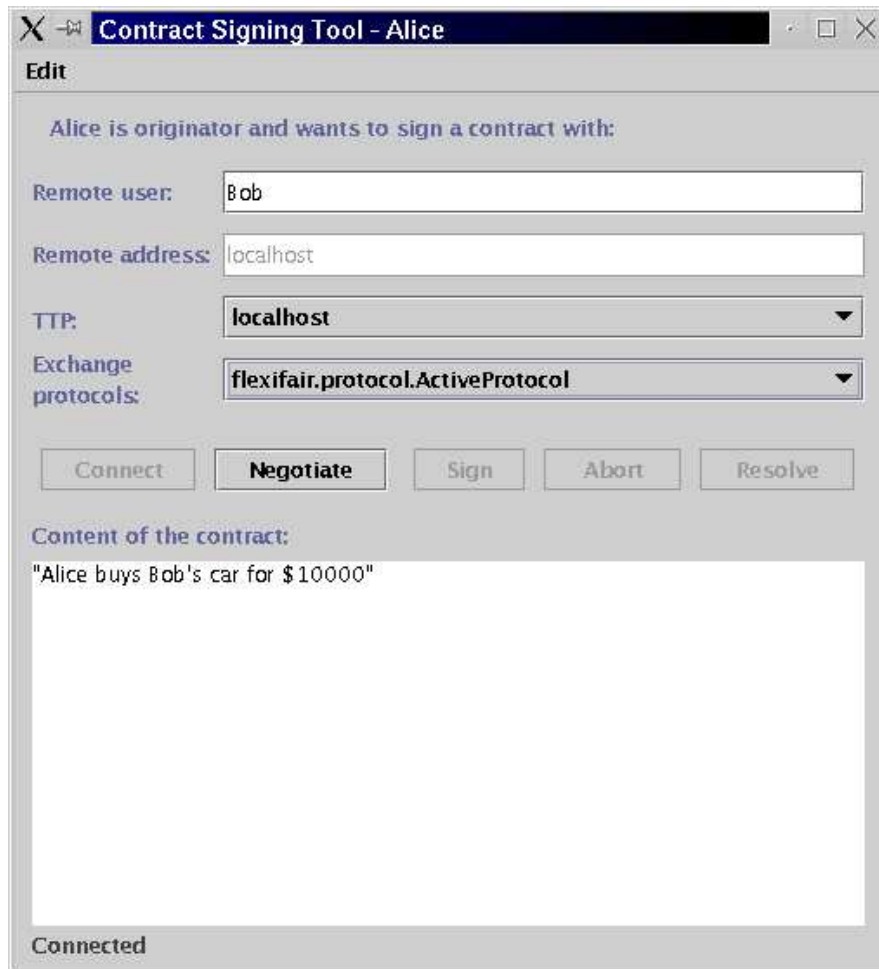 Contract Signing Tool - Alice
Edit
Alice is originator and wants to sign a contract with:
Remote user: Bob
Remote address: localhost
TTP: localhost
Exchange
protocols: flexifair.protocol.ActiveProtocol
Connect Negotiate Sign Abort Resolve
Content of the contract:
"Alice buys Bob's car for $10000"
Connected